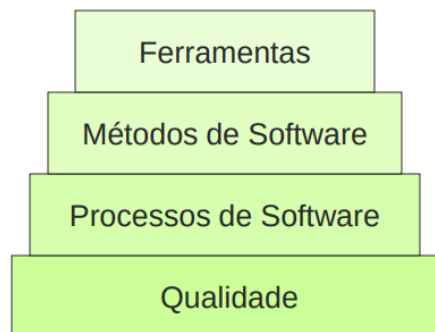 Ferramentas
Métodos de Software
Processos de Software
Qualidade